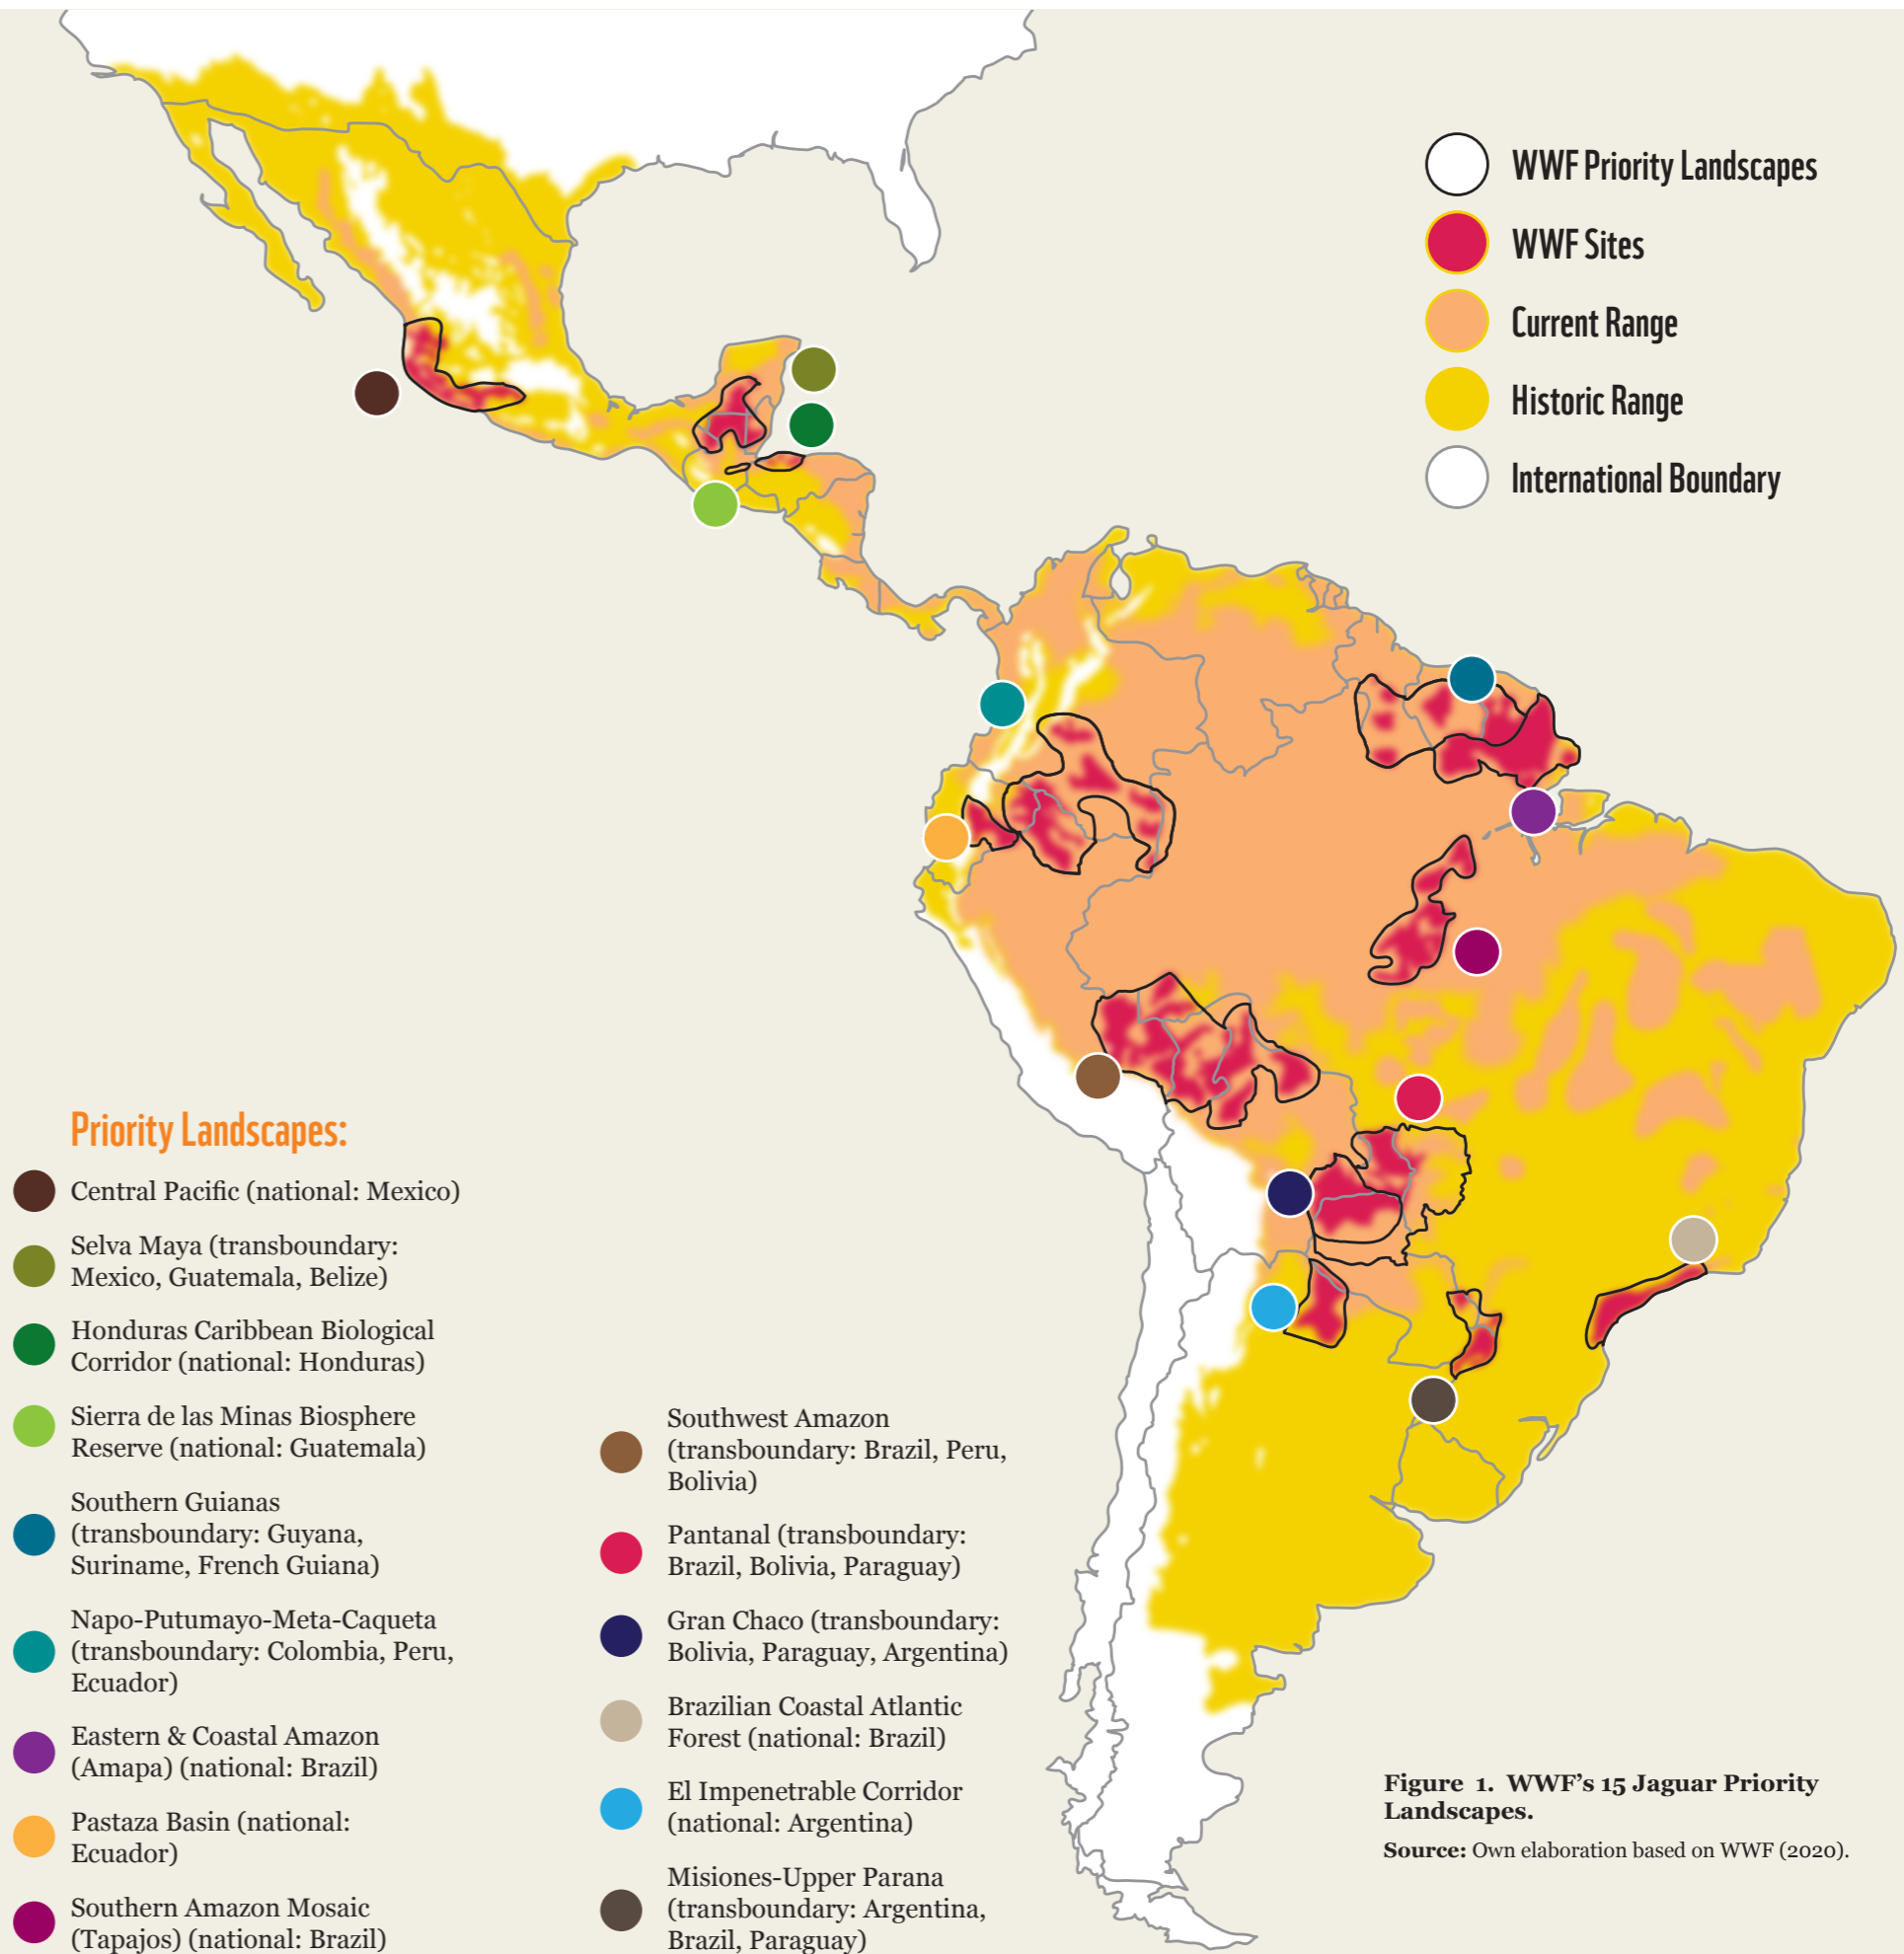 WWF Priority Landscapes
WWF Sites
Current Range
Historic Range
International Boundary
Priority Landscapes:
Central Pacific (national: Mexico)
Selva Maya (transboundary:
Mexico, Guatemala, Belize)
Honduras Caribbean Biological
Corridor (national: Honduras)
Sierra de las Minas Biosphere
Reserve (national: Guatemala)
Southern Guianas
(transboundary: Guyana,
Suriname, French Guiana)
Napo-Putumayo-Meta-Caqueta
(transboundary: Colombia, Peru,
Ecuador)
Eastern & Coastal Amazon
(Amapa) (national: Brazil)
Pastaza Basin (national:
Ecuador)
Southern Amazon Mosaic
(Tapajos) (national: Brazil)
Southwest Amazon
(transboundary: Brazil, Peru,
Bolivia)
Pantanal (transboundary:
Brazil, Bolivia, Paraguay)
Gran Chaco (transboundary:
Bolivia, Paraguay, Argentina)
Brazilian Coastal Atlantic
Forest (national: Brazil)
El Impenetrable Corridor
(national: Argentina)
Misiones-Upper Parana
(transboundary: Argentina,
Brazil, Paraguay)
Figure 1. WWF's 15 Jaguar Priority
Landscapes.
Source: Own elaboration based on WWF (2020).